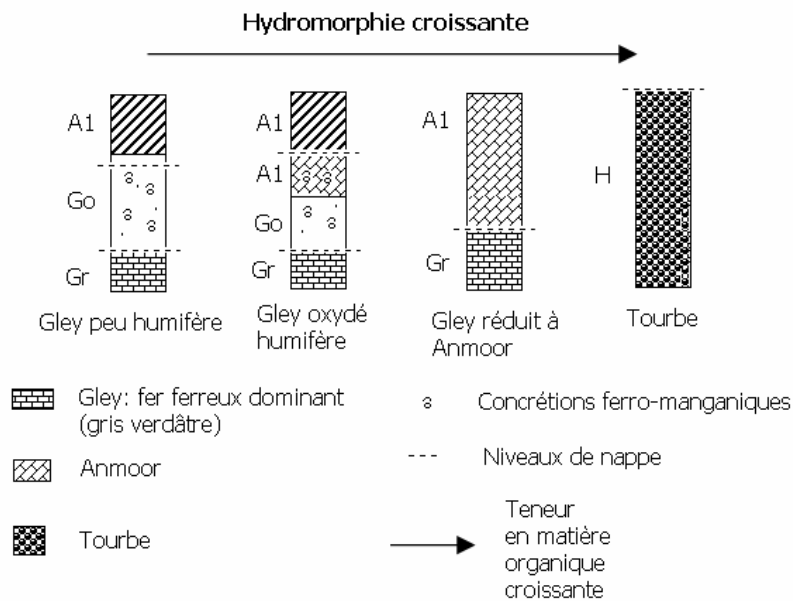 Hydromorphie croissante
A1
Go
Gr
Gley peu humifère
A1
A1
Go
Gr
Gley oxydé
humifère
A1
Gr
Gley réduit à
Anmoor
H
Tourbe
Gley: fer ferreux dominant
(gris verdâtre)
Anmoor
Tourbe
Concrétions ferro-manganiques
Niveaux de nappe
Teneur
en matière
organique
croissante